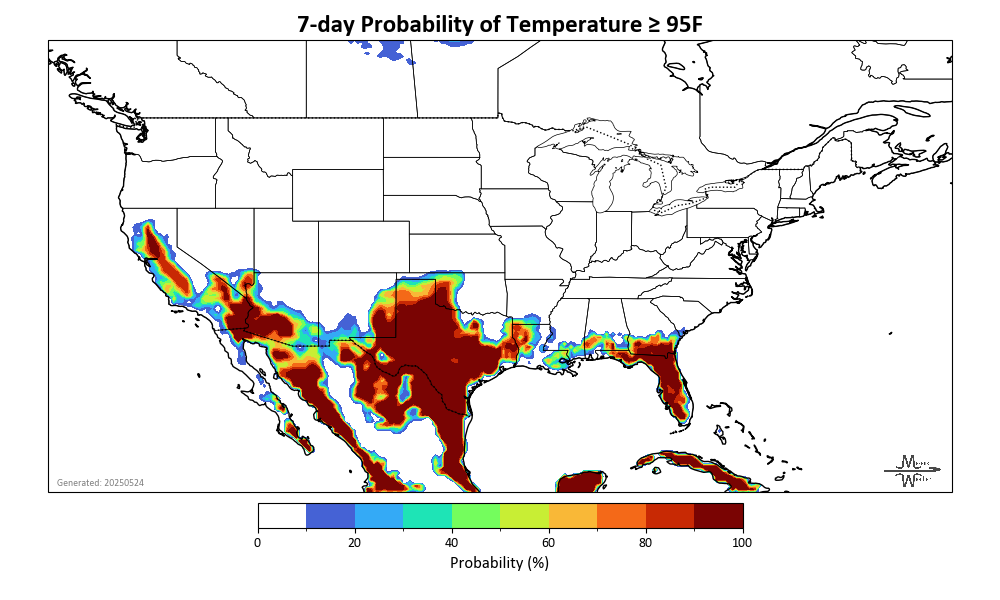 7-day Probability of Temperature ≥ 95F
Generated: 20250524
0 20 40 60 80 100
Probability (%)